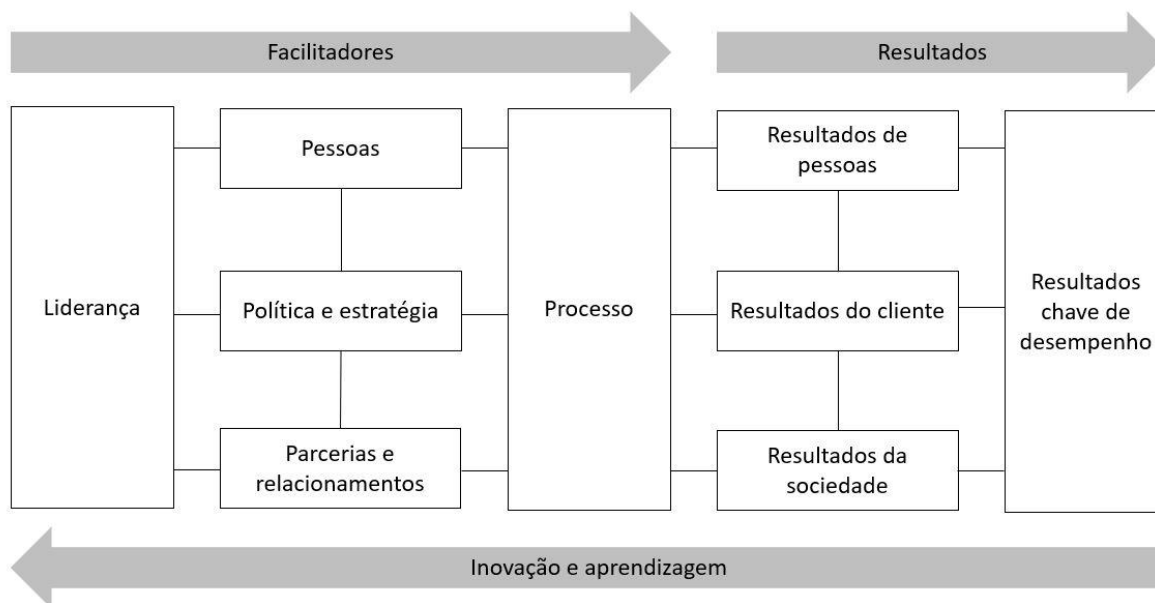 Facilitadores
Resultados
Liderança
Pessoas
Política e estratégia
Parcerias e
relacionamentos
Processo
Resultados de
pessoas
Resultados do cliente
Resultados da
sociedade
Resultados
chave de
desempenho
Inovação e aprendizagem